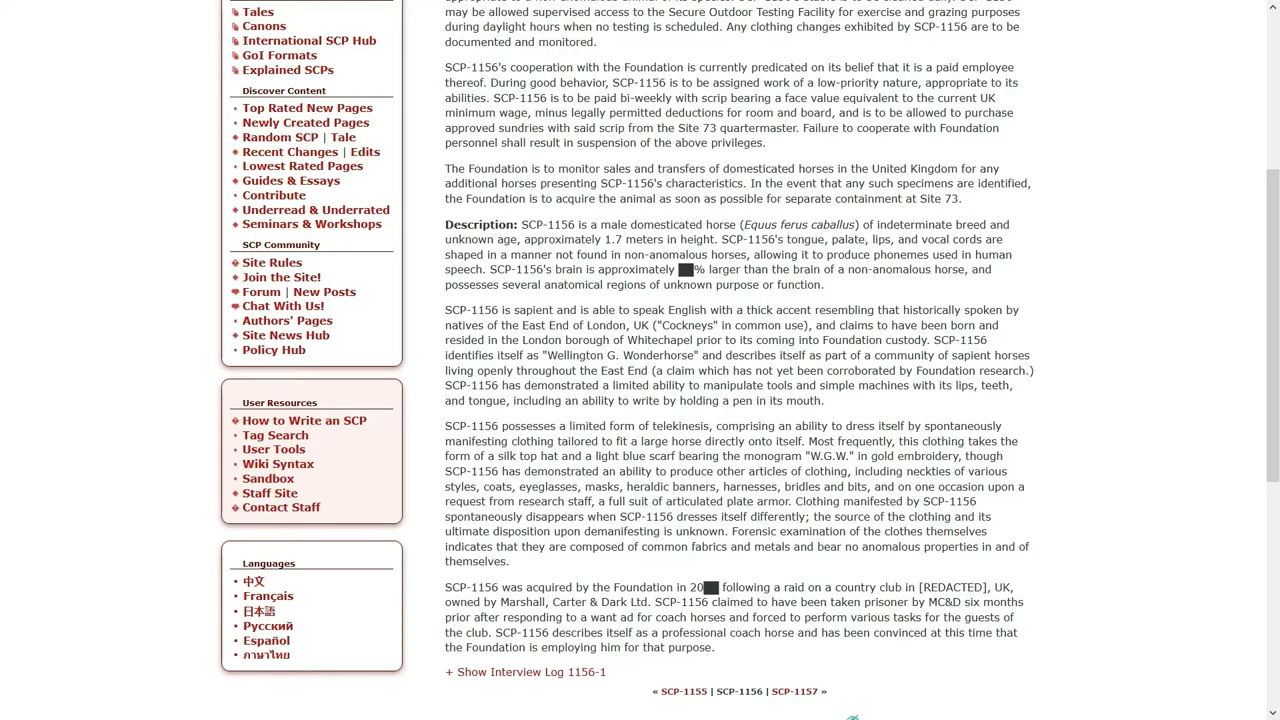 Tales
Canons
International SCP Hub
GoI Formats
Explained SCPs
Discover Content
Top Rated New Pages
Newly Created Pages
Random SCP | Tale
Recent Changes | Edits
Lowest Rated Pages
Guides & Essays
Contribute
Underread & Underrated
Seminars & Workshops
SCP Community
Site Rules
Join the Site!
Forum | New Posts
Chat With Us!
Authors' Pages
Site News Hub
Policy Hub
User Resources
How to Write an SCP
Tag Search
User Tools
Wiki Syntax
Sandbox
Staff Site
Contact Staff
Languages
中文
Français
日本語
Русский
Español
ภาษาไทย
may be allowed supervised access to the Secure Outdoor Testing Facility for exercise and grazing purposes
during daylight hours when no testing is scheduled. Any clothing changes exhibited by SCP-1156 are to be
documented and monitored.
SCP-1156's cooperation with the Foundation is currently predicated on its belief that it is a paid employee
thereof. During good behavior, SCP-1156 is to be assigned work of a low-priority nature, appropriate to its
abilities. SCP-1156 is to be paid bi-weekly with scrip bearing a face value equivalent to the current UK
minimum wage, minus legally permitted deductions for room and board, and is to be allowed to purchase
approved sundries with said scrip from the Site 73 quartermaster. Failure to cooperate with Foundation
personnel shall result in suspension of the above privileges.
The Foundation is to monitor sales and transfers of domesticated horses in the United Kingdom for any
additional horses presenting SCP-1156's characteristics. In the event that any such specimens are identified,
the Foundation is to acquire the animal as soon as possible for separate containment at Site 73.
Description: SCP-1156 is a male domesticated horse (Equus ferus caballus) of indeterminate breed and
unknown age, approximately 1.7 meters in height. SCP-1156's tongue, palate, lips, and vocal cords are
shaped in a manner not found in non-anomalous horses, allowing it to produce phonemes used in human
speech. SCP-1156's brain is approximately ██% larger than the brain of a non-anomalous horse, and
possesses several anatomical regions of unknown purpose or function.
SCP-1156 is sapient and is able to speak English with a thick accent resembling that historically spoken by
natives of the East End of London, UK ("Cockneys" in common use), and claims to have been born and
resided in the London borough of Whitechapel prior to its coming into Foundation custody. SCP-1156
identifies itself as "Wellington G. Wonderhorse" and describes itself as part of a community of sapient horses
living openly throughout the East End (a claim which has not yet been corroborated by Foundation research.)
SCP-1156 has demonstrated a limited ability to manipulate tools and simple machines with its lips, teeth,
and tongue, including an ability to write by holding a pen in its mouth.
SCP-1156 possesses a limited form of telekinesis, comprising an ability to dress itself by spontaneously
manifesting clothing tailored to fit a large horse directly onto itself. Most frequently, this clothing takes the
form of a silk top hat and a light blue scarf bearing the monogram "W.G.W." in gold embroidery, though
SCP-1156 has demonstrated an ability to produce other articles of clothing, including neckties of various
styles, coats, eyeglasses, masks, heraldic banners, harnesses, bridles and bits, and on one occasion upon a
request from research staff, a full suit of articulated plate armor. Clothing manifested by SCP-1156
spontaneously disappears when SCP-1156 dresses itself differently; the source of the clothing and its
ultimate disposition upon demanifesting is unknown. Forensic examination of the clothes themselves
indicates that they are composed of common fabrics and metals and bear no anomalous properties in and of
themselves.
SCP-1156 was acquired by the Foundation in 20██ following a raid on a country club in [REDACTED], UK,
owned by Marshall, Carter & Dark Ltd. SCP-1156 claimed to have been taken prisoner by MC&D six months
prior after responding to a want ad for coach horses and forced to perform various tasks for the guests of
the club. SCP-1156 describes itself as a professional coach horse and has been convinced at this time that
the Foundation is employing him for that purpose.
+ Show Interview Log 1156-1
« SCP-1155 | SCP-1156 | SCP-1157 »